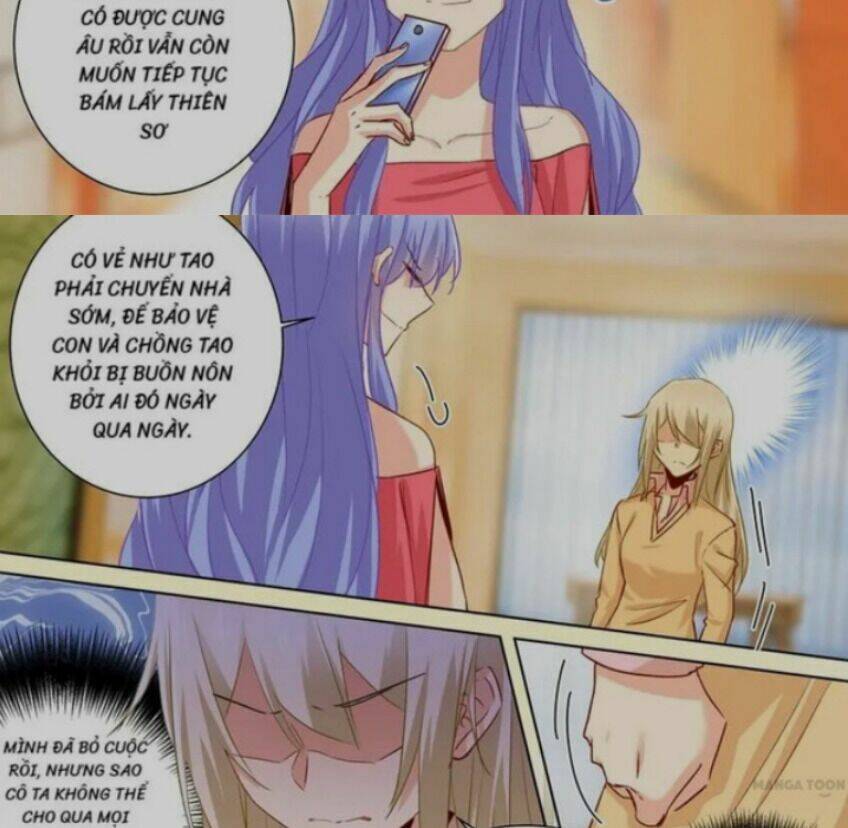 CÓ ĐƯỢC CUNG
ÂU RỒI VẪN CÒN
MUỐN TIẾP TỤC
BÁM LẤY THIÊN
SƠ
CÓ VẺ NHƯ TAO
PHẢI CHUYỂN NHÀ
SỚM, ĐỂ BẢO VỆ
CON VÀ CHỒNG TAO
KHỎI BỊ BUỒN NÔN
BỞI AI ĐÓ NGÀY
QUA NGÀY.
MÌNH ĐÃ BỎ CUỘC
RỒI, NHƯNG SAO
CÔ TA KHÔNG THỂ
CHO QUA MỌI
MANGA TOON